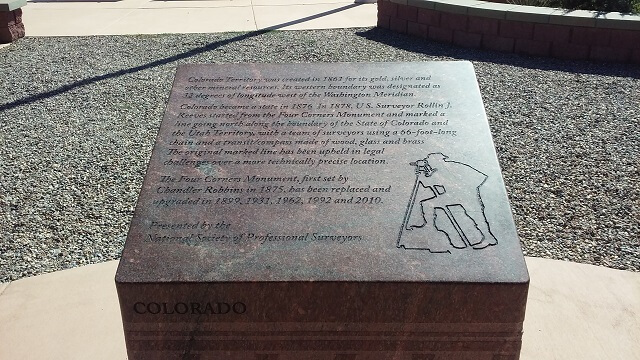 Colorado Territory was created in 1861 for its gold, silver and
other mineral resources. Its western boundary was designated as
32 degrees of longitude west of the Washington Meridian.
Colorado became a state in 1876. In 1878, U.S. Surveyor Rollin J.
Reeves started from the Four Corners Monument and marked a
line going north along the boundary of the State of Colorado and
the Utah Territory, with a team of surveyors using a 66-foot-long
chain and a transit/compass made of wood, glass and brass
The original marked line has been upheld in legal
challenges over a more technically precise location.
The Four Corners Monument, first set by
Chandler Robbins in 1875, has been replaced and
upgraded in 1899, 1931, 1962, 1992 and 2010.
Presented by the
National Society of Professional Surveyors
COLORADO